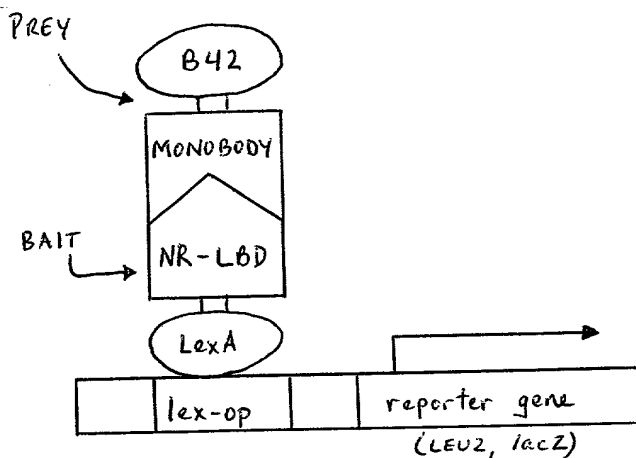 PREY
B42
MONOBODY
BAIT
NR-LBD
LexA
lex-op
reporter gene
(LEU2, lacZ)